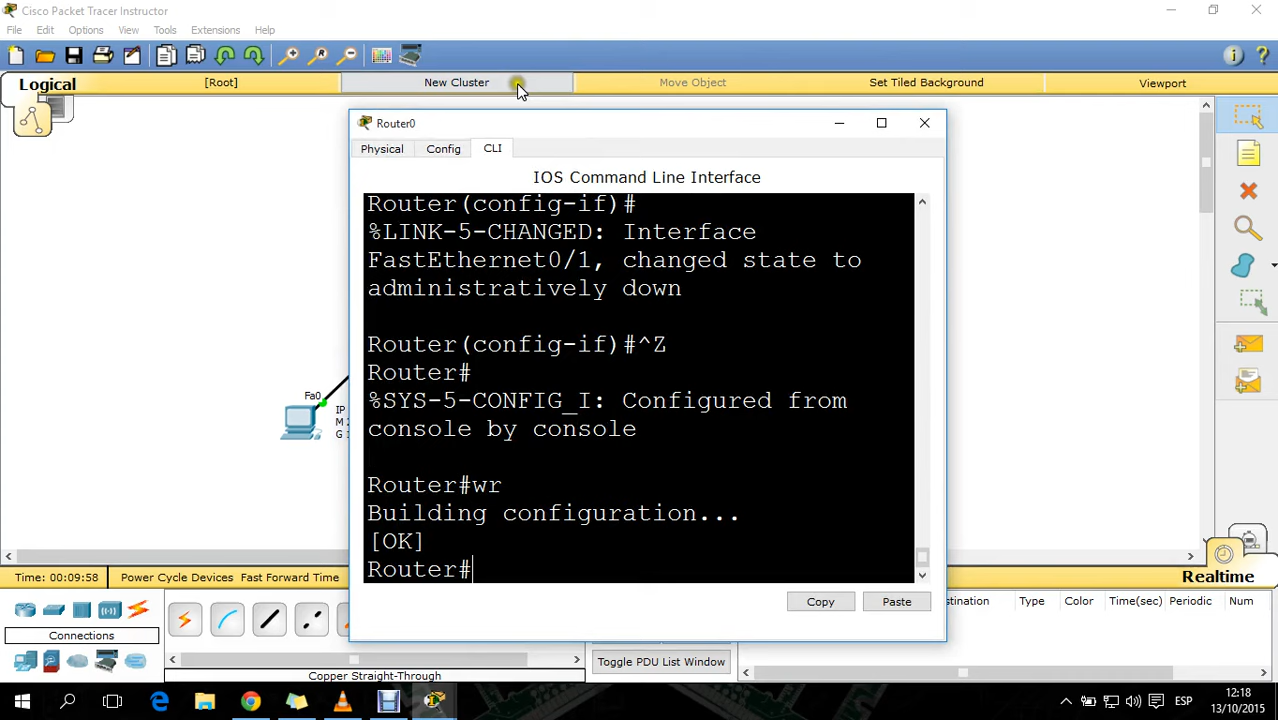 Cisco Packet Tracer Instructor
File Edit Options View Tools Extensions Help
Logical [Root] New Cluster Move Object Set Tiled Background Viewport
Router0
Physical Config CLI
IOS Command Line Interface
Router(config-if)#
%LINK-5-CHANGED: Interface
FastEthernet0/1, changed state to
administratively down
Router(config-if)#^Z
Router#
%SYS-5-CONFIG_I: Configured from
console by console
Router#wr
Building configuration...
[OK]
Router#
Copy Paste
Fa0
IP
M 2
G 1
Time: 00:09:58 Power Cycle Devices Fast Forward Time
Realtime
stination Type Color Time(sec) Periodic Num
Connections
Copper Straight-Through
Toggle PDU List Window
ESP
12:18
13/10/2015